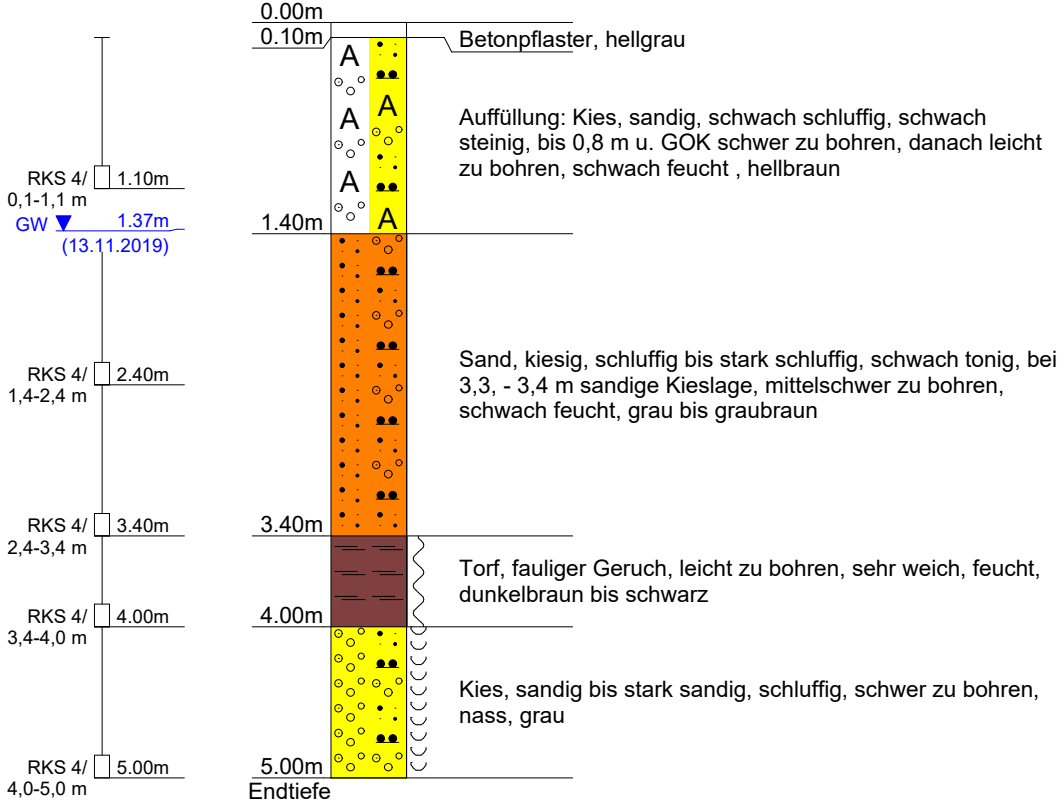 0.00m
0.10m
Betonpflaster, hellgrau
A
A
A
A
A
Auffüllung: Kies, sandig, schwach schluffig, schwach
steinig, bis 0,8 m u. GOK schwer zu bohren, danach leicht
zu bohren, schwach feucht , hellbraun
RKS 4/ 1.10m
0,1-1,1 m
GW 1.37m
(13.11.2019)
1.40m
Sand, kiesig, schluffig bis stark schluffig, schwach tonig, bei
3,3, - 3,4 m sandige Kieslage, mittelschwer zu bohren,
schwach feucht, grau bis graubraun
RKS 4/ 2.40m
1,4-2,4 m
RKS 4/ 3.40m
2,4-3,4 m
3.40m
Torf, fauliger Geruch, leicht zu bohren, sehr weich, feucht,
dunkelbraun bis schwarz
RKS 4/ 4.00m
3,4-4,0 m
4.00m
Kies, sandig bis stark sandig, schluffig, schwer zu bohren,
nass, grau
RKS 4/ 5.00m
4,0-5,0 m
5.00m
Endtiefe